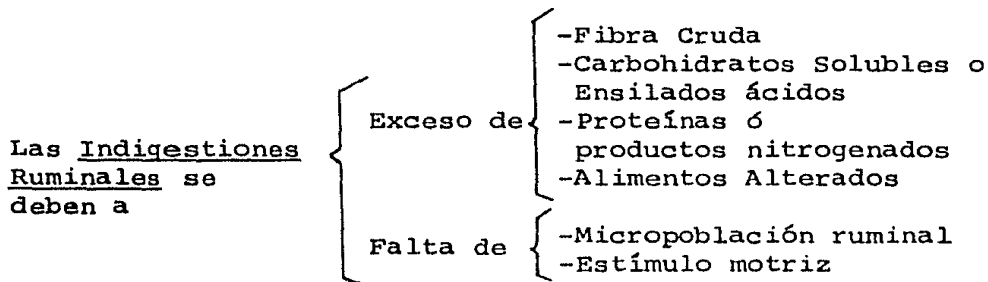 Las Indigestiones
Ruminales se
deben a
Exceso de
-Fibra Cruda
-Carbohidratos Solubles o
Ensilados ácidos
-Proteínas ó
productos nitrogenados
-Alimentos Alterados
Falta de
-Micropoblación ruminal
-Estímulo motriz